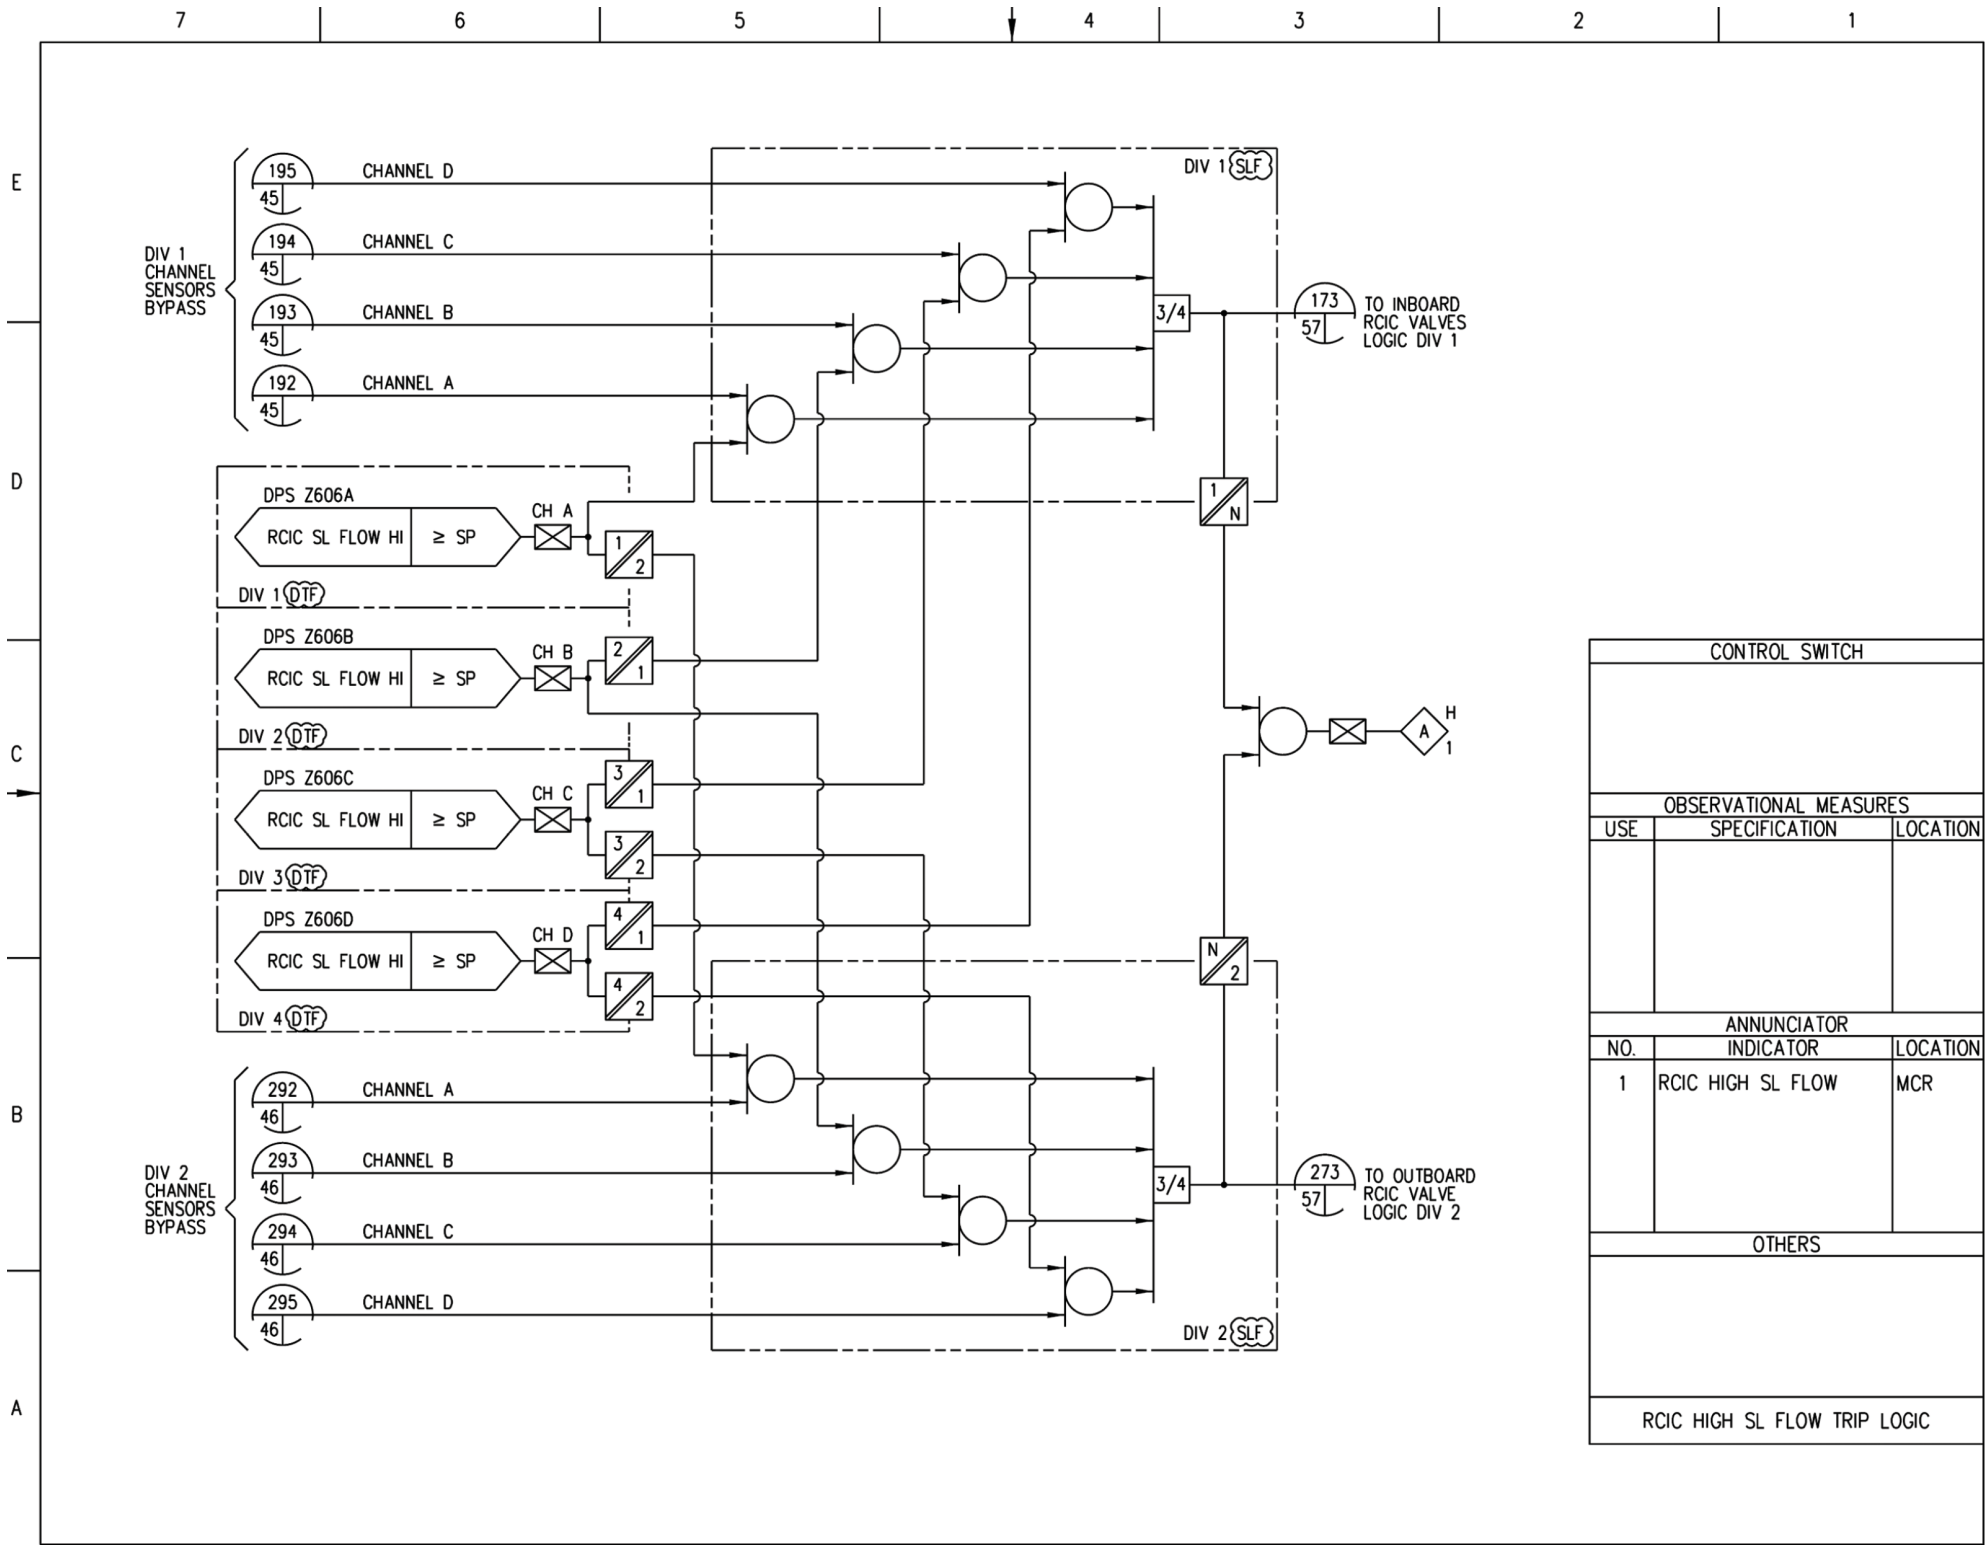 7 6 5 4 3 2 1
E
D
C
B
A
DIV 1
CHANNEL
SENSORS
BYPASS
195
45
CHANNEL D
194
45
CHANNEL C
193
45
CHANNEL B
192
45
CHANNEL A
DIV 1 SLF
3/4
173
57
TO INBOARD
RCIC VALVES
LOGIC DIV 1
1
N
DPS Z606A
RCIC SL FLOW HI ≥ SP
CH A
1
2
DIV 1 DTF
DPS Z606B
RCIC SL FLOW HI ≥ SP
CH B
2
1
DIV 2 DTF
DPS Z606C
RCIC SL FLOW HI ≥ SP
CH C
3
1
3
2
DIV 3 DTF
DPS Z606D
RCIC SL FLOW HI ≥ SP
CH D
4
1
4
2
DIV 4 DTF
A
H
1
N
2
DIV 2
CHANNEL
SENSORS
BYPASS
292
46
CHANNEL A
293
46
CHANNEL B
294
46
CHANNEL C
295
46
CHANNEL D
3/4
273
57
TO OUTBOARD
RCIC VALVE
LOGIC DIV 2
DIV 2 SLF
CONTROL SWITCH
OBSERVATIONAL MEASURES
USE SPECIFICATION LOCATION
ANNUNCIATOR
NO. INDICATOR LOCATION
1 RCIC HIGH SL FLOW MCR
OTHERS
RCIC HIGH SL FLOW TRIP LOGIC